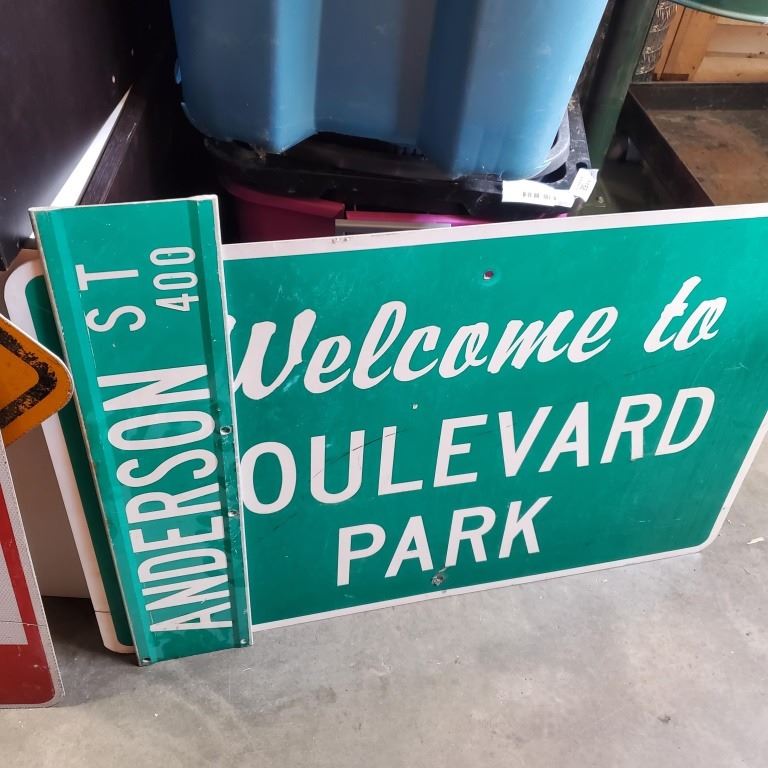 ANDERSON ST
400
Welcome to
OULEVARD
PARK